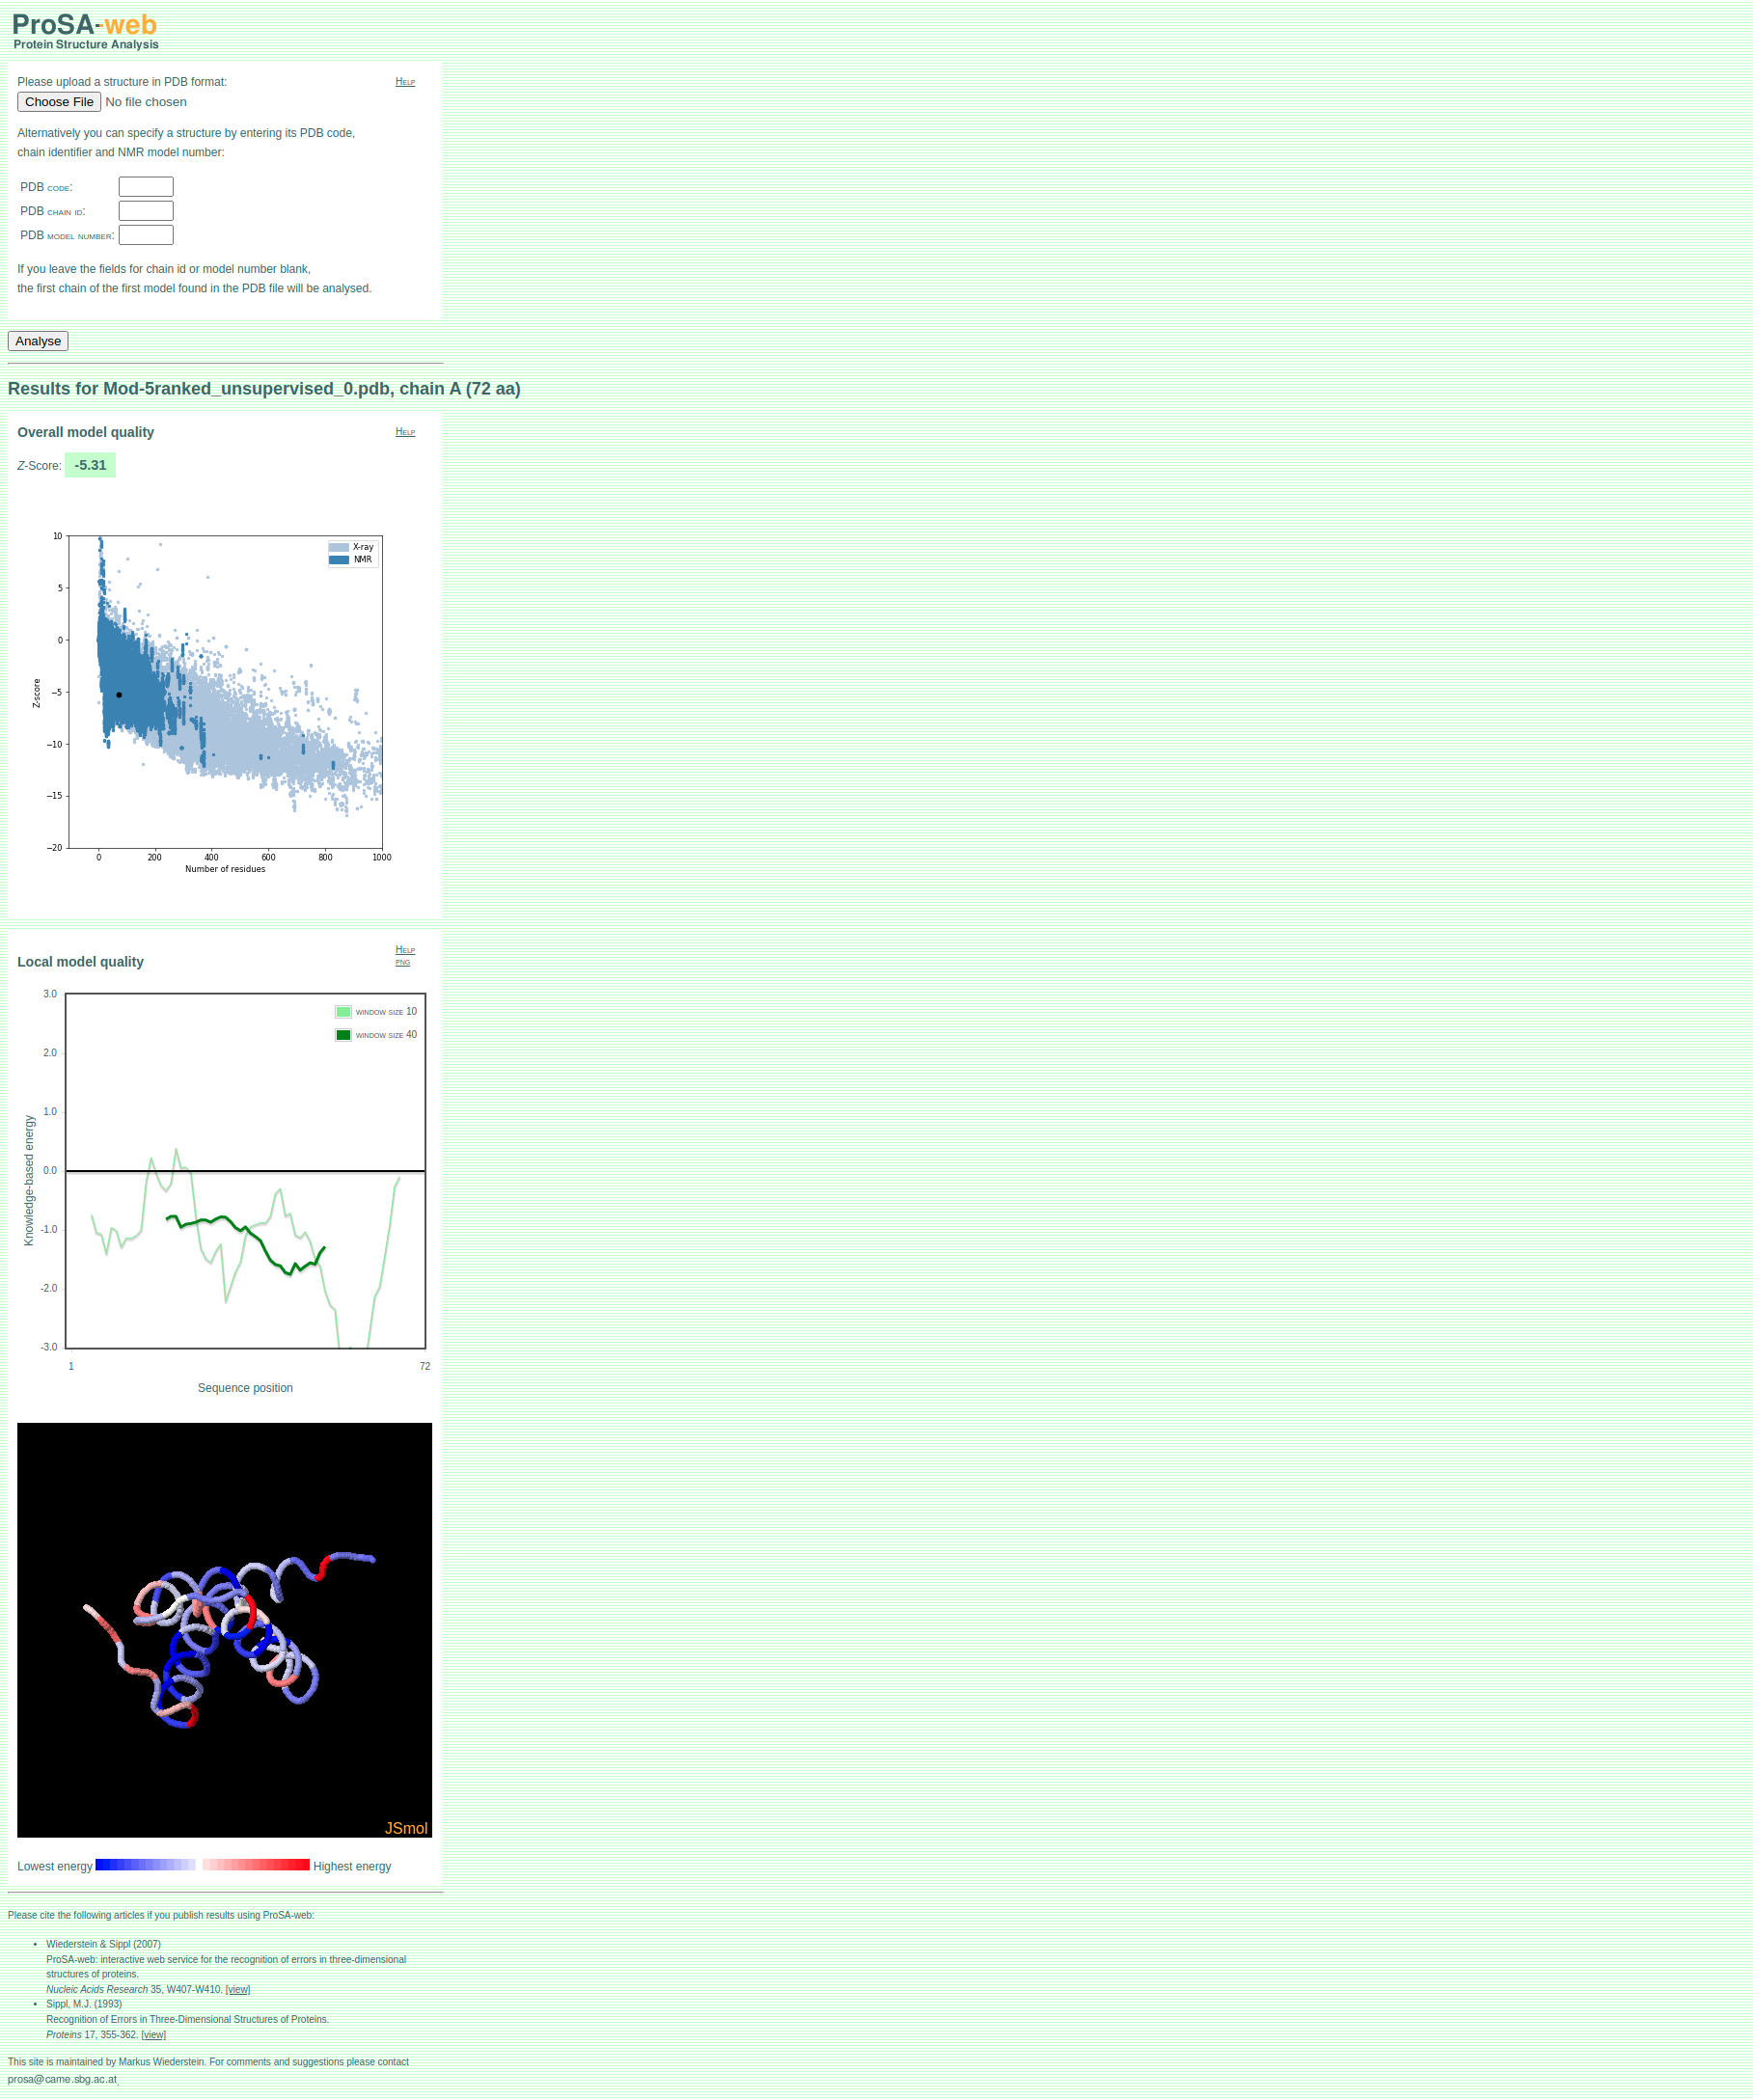 ProSA-web
Protein Structure Analysis
Please upload a structure in PDB format:
Help
Choose File No file chosen
Alternatively you can specify a structure by entering its PDB code,
chain identifier and NMR model number:
PDB code:
PDB chain id:
PDB model number:
If you leave the fields for chain id or model number blank,
the first chain of the first model found in the PDB file will be analysed.
Analyse
Results for Mod-5ranked_unsupervised_0.pdb, chain A (72 aa)
Overall model quality
Help
Z-Score: -5.31
10
5
0
−5
−10
−15
−20
Z-score
X-ray
NMR
0 200 400 600 800 1000
Number of residues
Help
Local model quality
png
3.0
2.0
1.0
0.0
-1.0
-2.0
-3.0
Knowledge-based energy
window size 10
window size 40
1 72
Sequence position
JSmol
Lowest energy Highest energy
Please cite the following articles if you publish results using ProSA-web:
• Wiederstein & Sippl (2007)
ProSA-web: interactive web service for the recognition of errors in three-dimensional
structures of proteins.
Nucleic Acids Research 35, W407-W410. [view]
• Sippl, M.J. (1993)
Recognition of Errors in Three-Dimensional Structures of Proteins.
Proteins 17, 355-362. [view]
This site is maintained by Markus Wiederstein. For comments and suggestions please contact
prosa@came.sbg.ac.at.